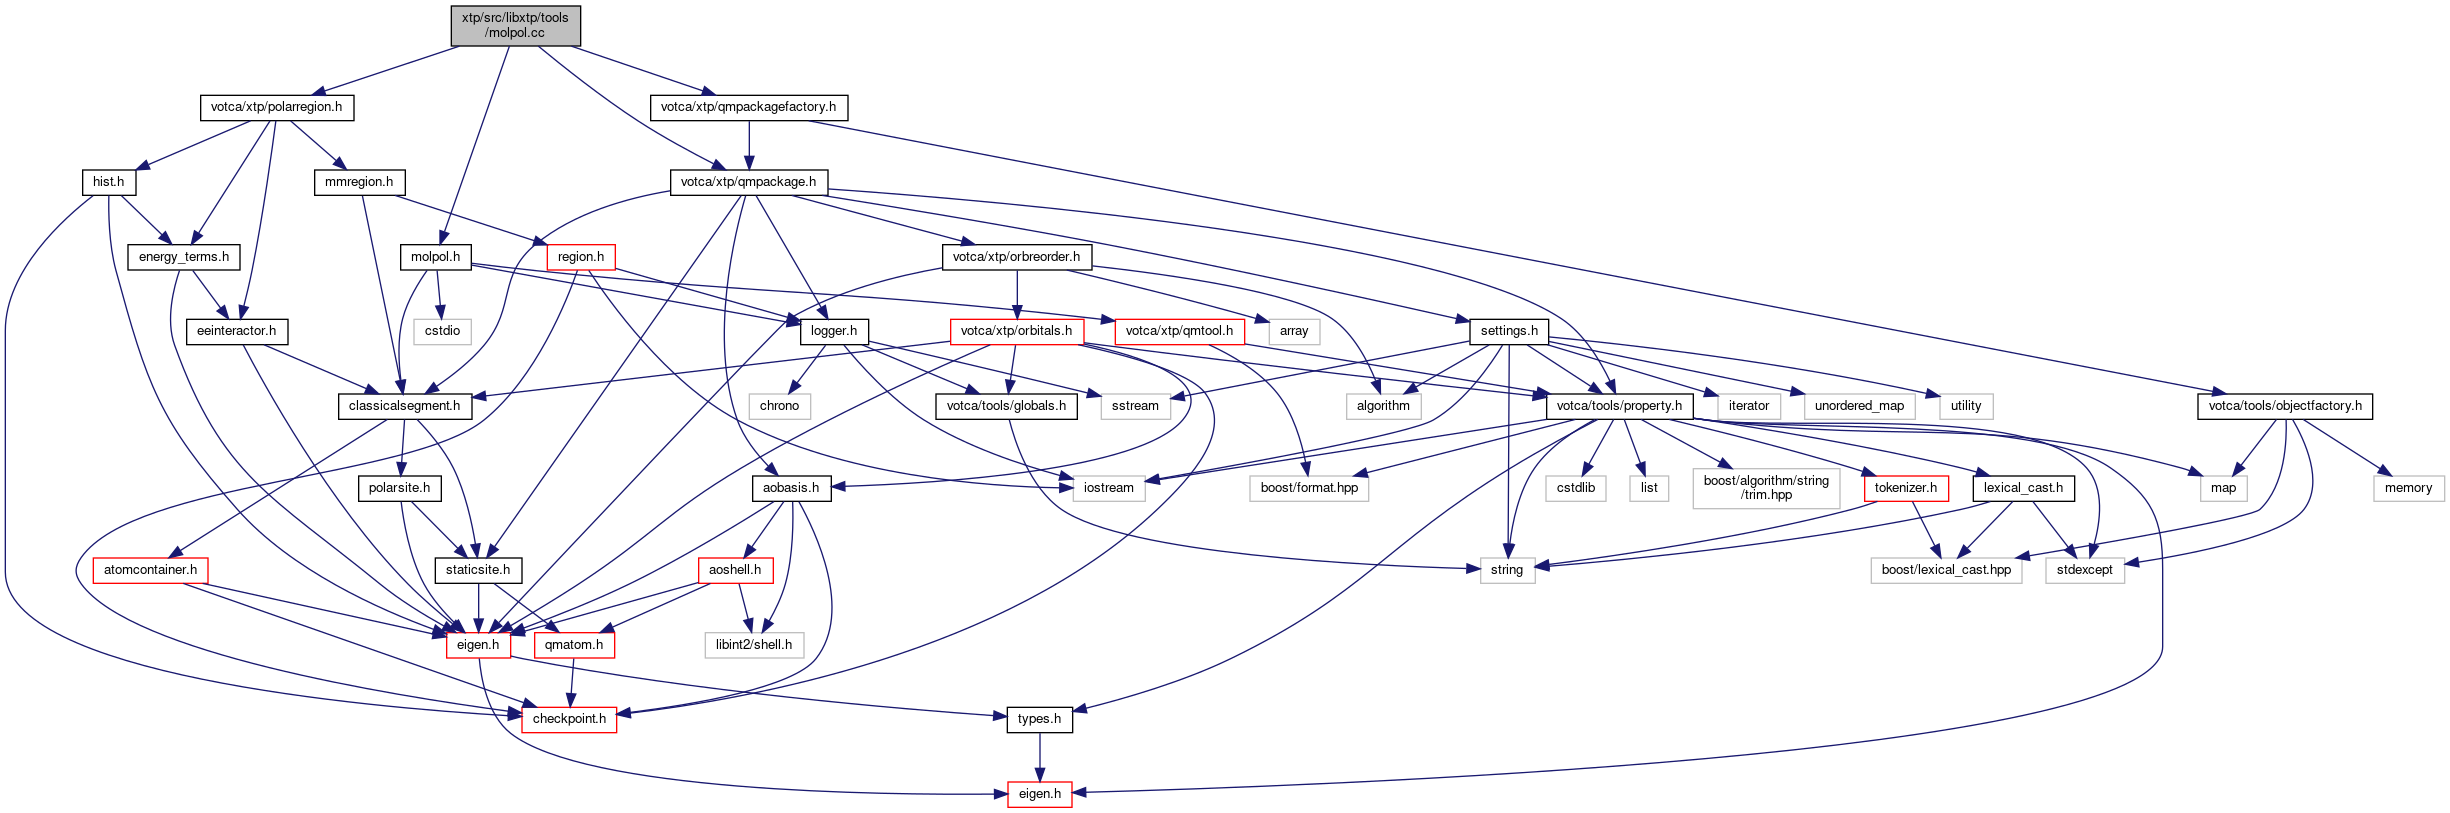 xtp/src/libxtp/tools
/molpol.cc
votca/xtp/polarregion.h
votca/xtp/qmpackagefactory.h
hist.h
mmregion.h
votca/xtp/qmpackage.h
energy_terms.h
molpol.h
region.h
votca/xtp/orbreorder.h
eeinteractor.h
cstdio
logger.h
votca/xtp/orbitals.h
votca/xtp/qmtool.h
array
settings.h
classicalsegment.h
chrono
votca/tools/globals.h
sstream
algorithm
votca/tools/property.h
iterator
unordered_map
utility
votca/tools/objectfactory.h
polarsite.h
aobasis.h
iostream
boost/format.hpp
cstdlib
list
boost/algorithm/string
/trim.hpp
tokenizer.h
lexical_cast.h
map
memory
atomcontainer.h
staticsite.h
aoshell.h
string
boost/lexical_cast.hpp
stdexcept
eigen.h
qmatom.h
libint2/shell.h
checkpoint.h
types.h
eigen.h